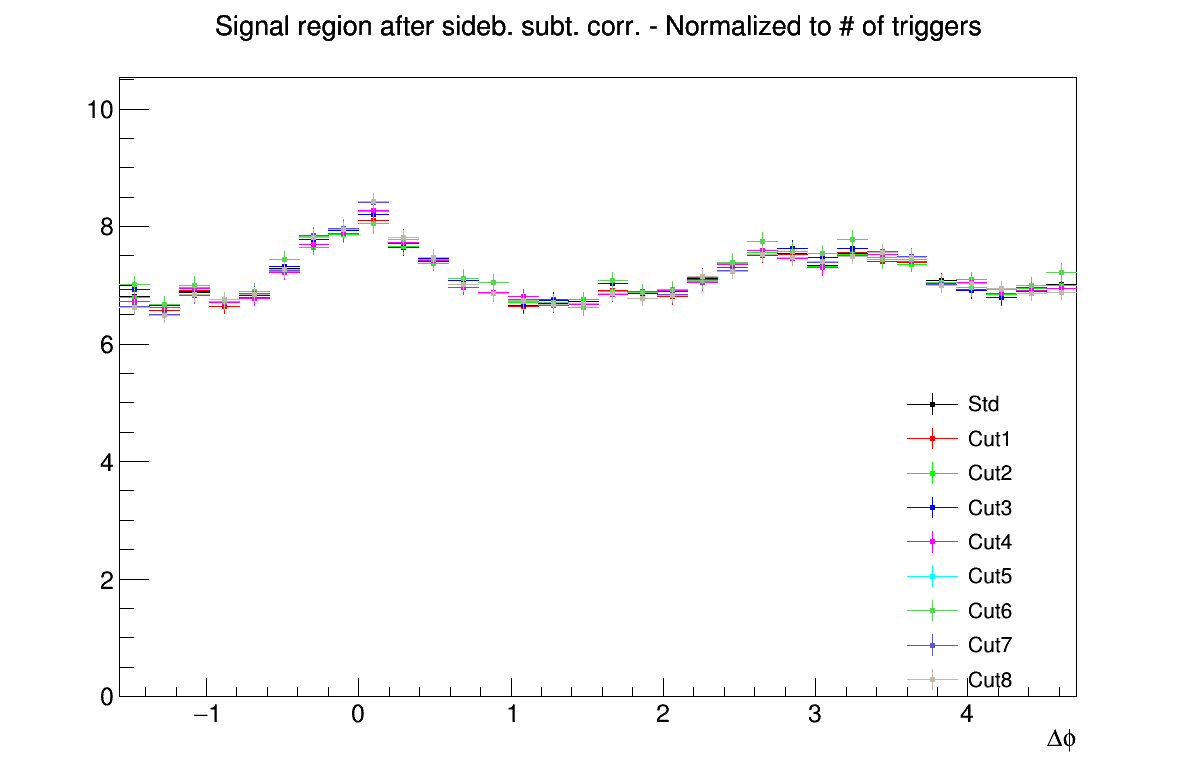 Signal region after sideb. subt. corr. - Normalized to # of triggers
10
8
6
4
2
0
Std
Cut1
Cut2
Cut3
Cut4
Cut5
Cut6
Cut7
Cut8
−1 0 1 2 3 4
Δϕ